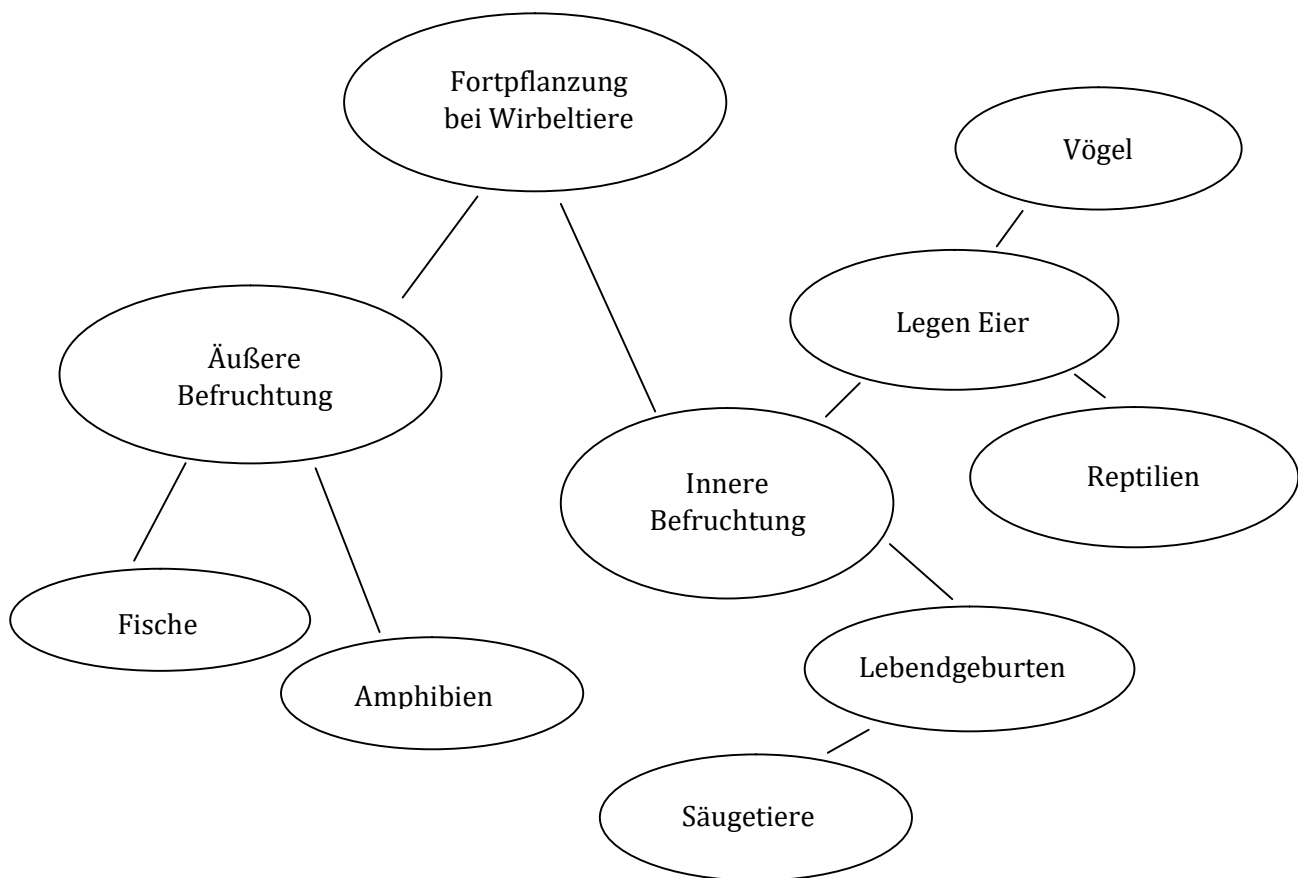 Fortpflanzung
bei Wirbeltiere
Vögel
Legen Eier
Äußere
Befruchtung
Innere
Befruchtung
Reptilien
Fische
Amphibien
Lebendgeburten
Säugetiere